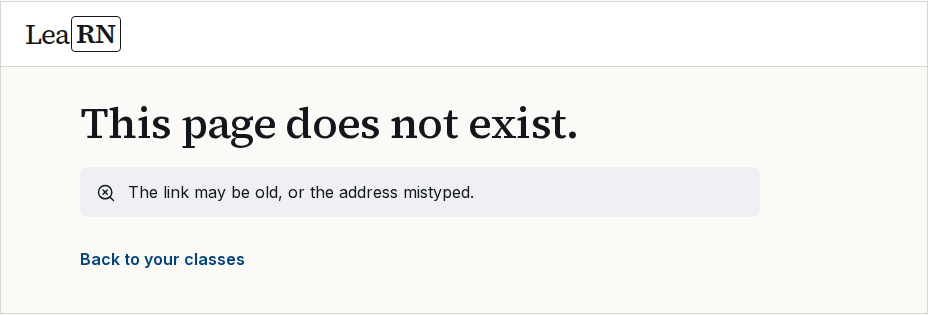 LeaRN
This page does not exist.
The link may be old, or the address mistyped.
Back to your classes